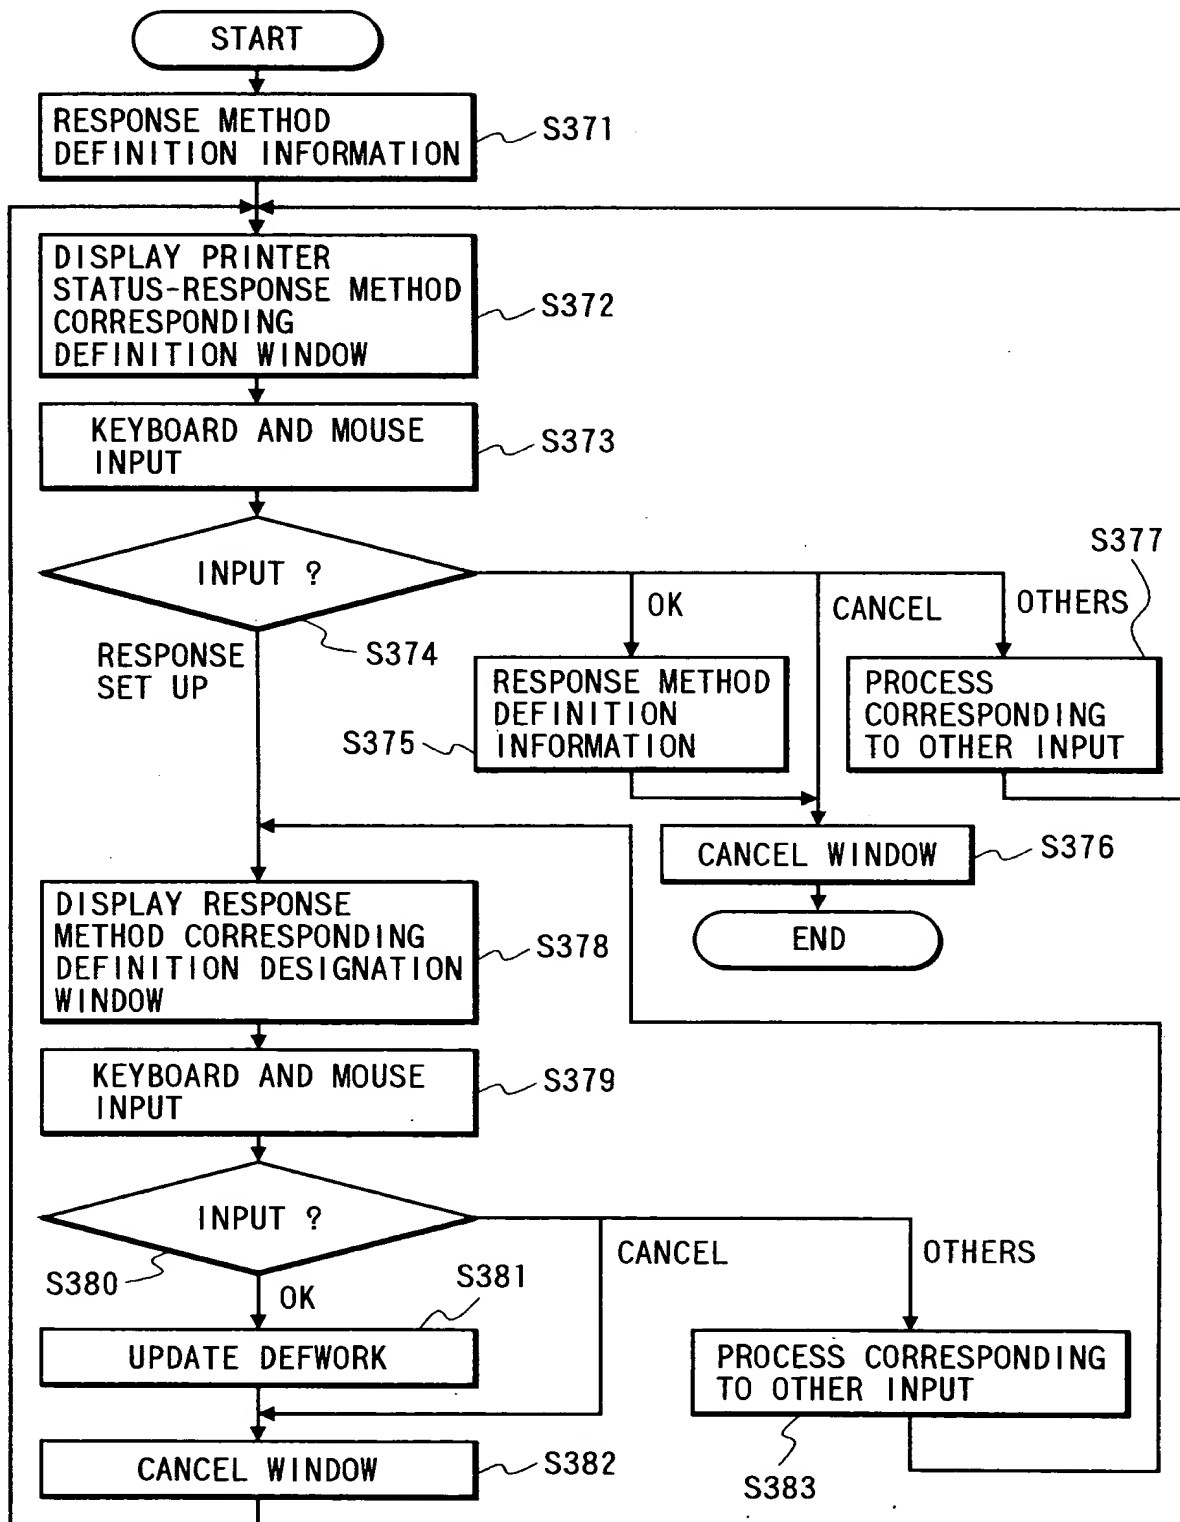 START
RESPONSE METHOD
DEFINITION INFORMATION
S371
DISPLAY PRINTER
STATUS-RESPONSE METHOD
CORRESPONDING
DEFINITION WINDOW
S372
KEYBOARD AND MOUSE
INPUT
S373
INPUT ?
S374
RESPONSE
SET UP
OK
CANCEL
OTHERS
S377
RESPONSE METHOD
DEFINITION
INFORMATION
S375
PROCESS
CORRESPONDING
TO OTHER INPUT
CANCEL WINDOW
S376
END
DISPLAY RESPONSE
METHOD CORRESPONDING
DEFINITION DESIGNATION
WINDOW
S378
KEYBOARD AND MOUSE
INPUT
S379
INPUT ?
S380
OK
CANCEL
OTHERS
S381
UPDATE DEFWORK
PROCESS CORRESPONDING
TO OTHER INPUT
S383
CANCEL WINDOW
S382